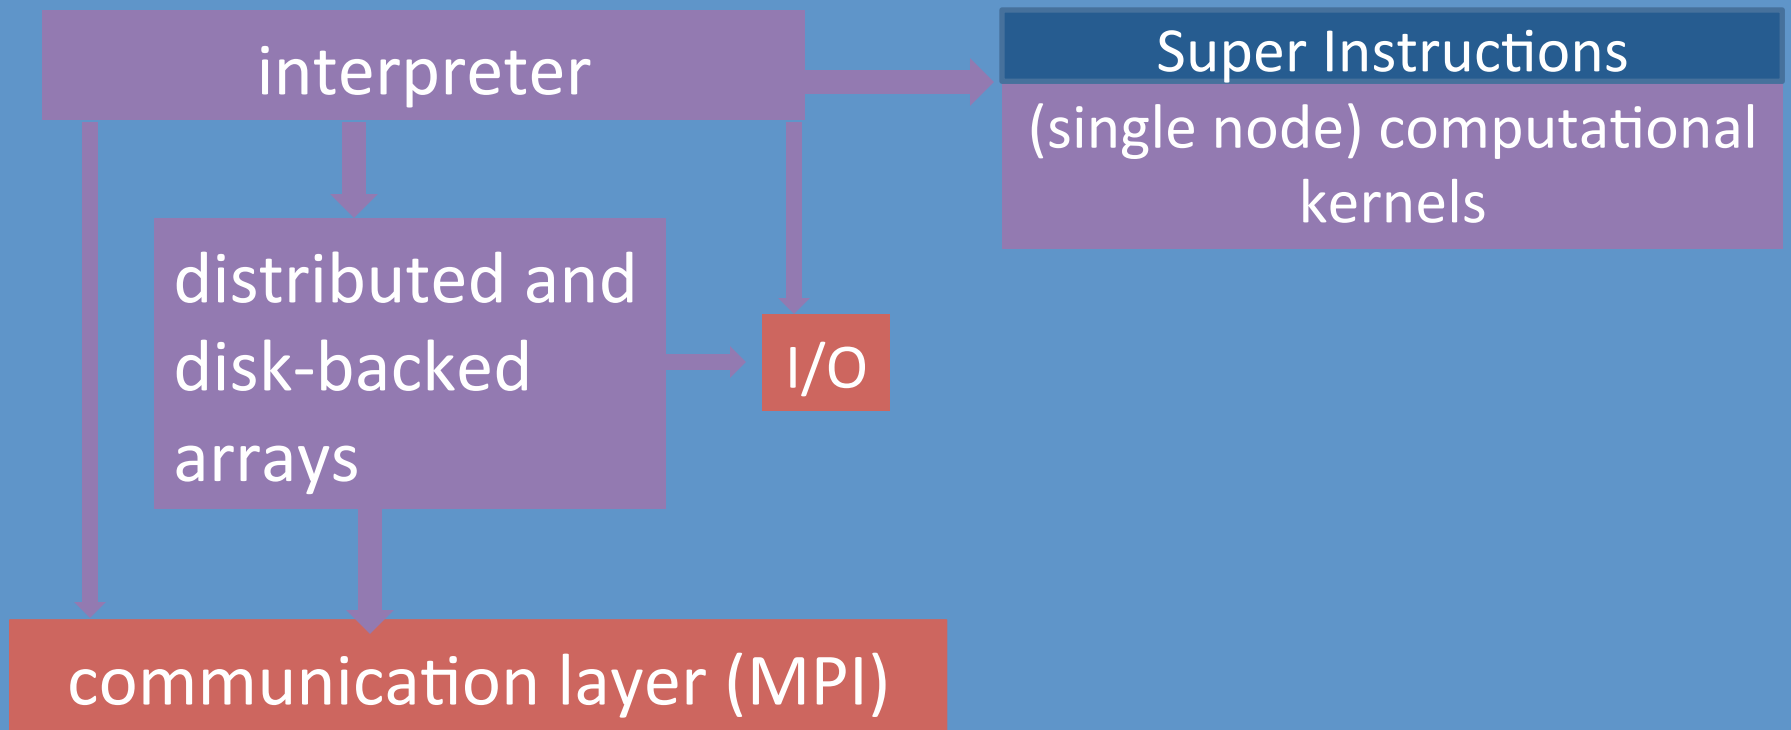 interpreter
Super Instructions
(single node) computational
kernels
distributed and
disk-backed
arrays
I/O
communication layer (MPI)